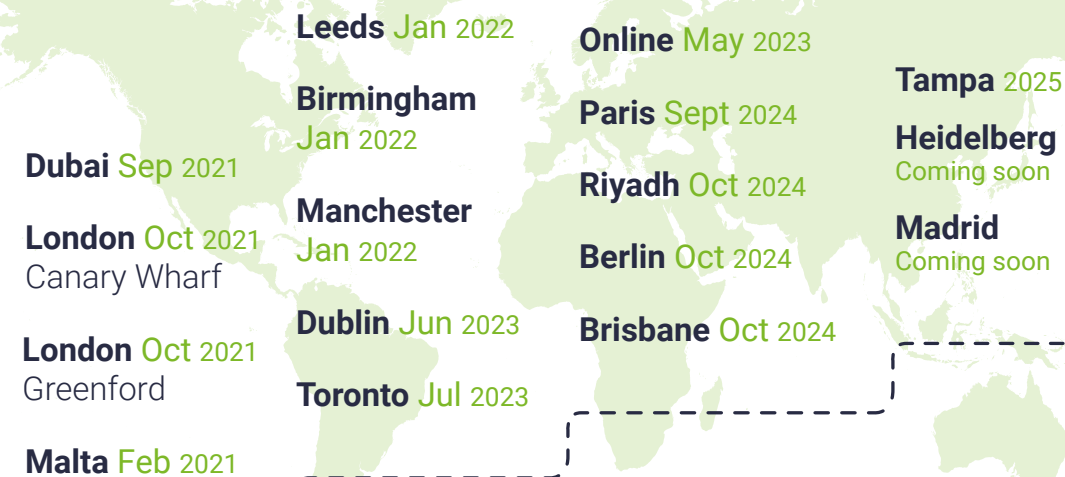 Dubai Sep 2021
London Oct 2021
Canary Wharf
London Oct 2021
Greenford
Malta Feb 2021
Leeds Jan 2022
Birmingham
Jan 2022
Manchester
Jan 2022
Dublin Jun 2023
Toronto Jul 2023
Online May 2023
Paris Sept 2024
Riyadh Oct 2024
Berlin Oct 2024
Brisbane Oct 2024
Tampa 2025
Heidelberg
Coming soon
Madrid
Coming soon